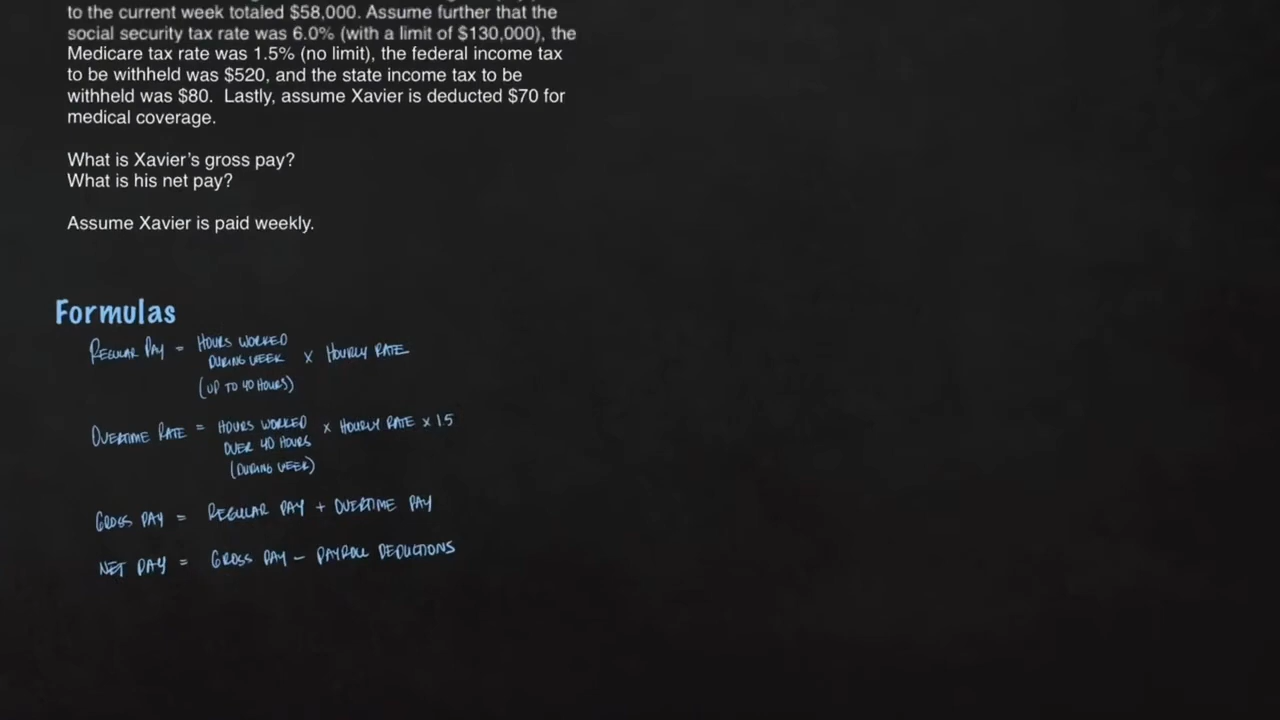 to the current week totaled $58,000. Assume further that the
social security tax rate was 6.0% (with a limit of $130,000), the
Medicare tax rate was 1.5% (no limit), the federal income tax
to be withheld was $520, and the state income tax to be
withheld was $80.  Lastly, assume Xavier is deducted $70 for
medical coverage.
What is Xavier's gross pay?
What is his net pay?
Assume Xavier is paid weekly.
Formulas
REGULAR PAY = HOURS WORKED DURING WEEK (UP TO 40 HOURS) × HOURLY RATE
OVERTIME RATE = HOURS WORKED OVER 40 HOURS (DURING WEEK) × HOURLY RATE × 1.5
GROSS PAY = REGULAR PAY + OVERTIME PAY
NET PAY = GROSS PAY – PAYROLL DEDUCTIONS